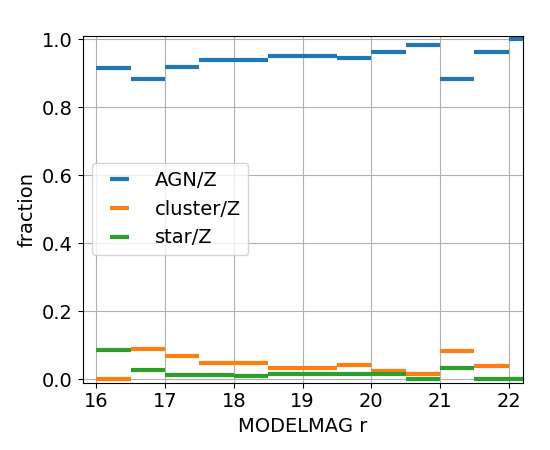 1.0
0.8
0.6
0.4
0.2
0.0
fraction
AGN/Z
cluster/Z
star/Z
16 17 18 19 20 21 22
MODELMAG r